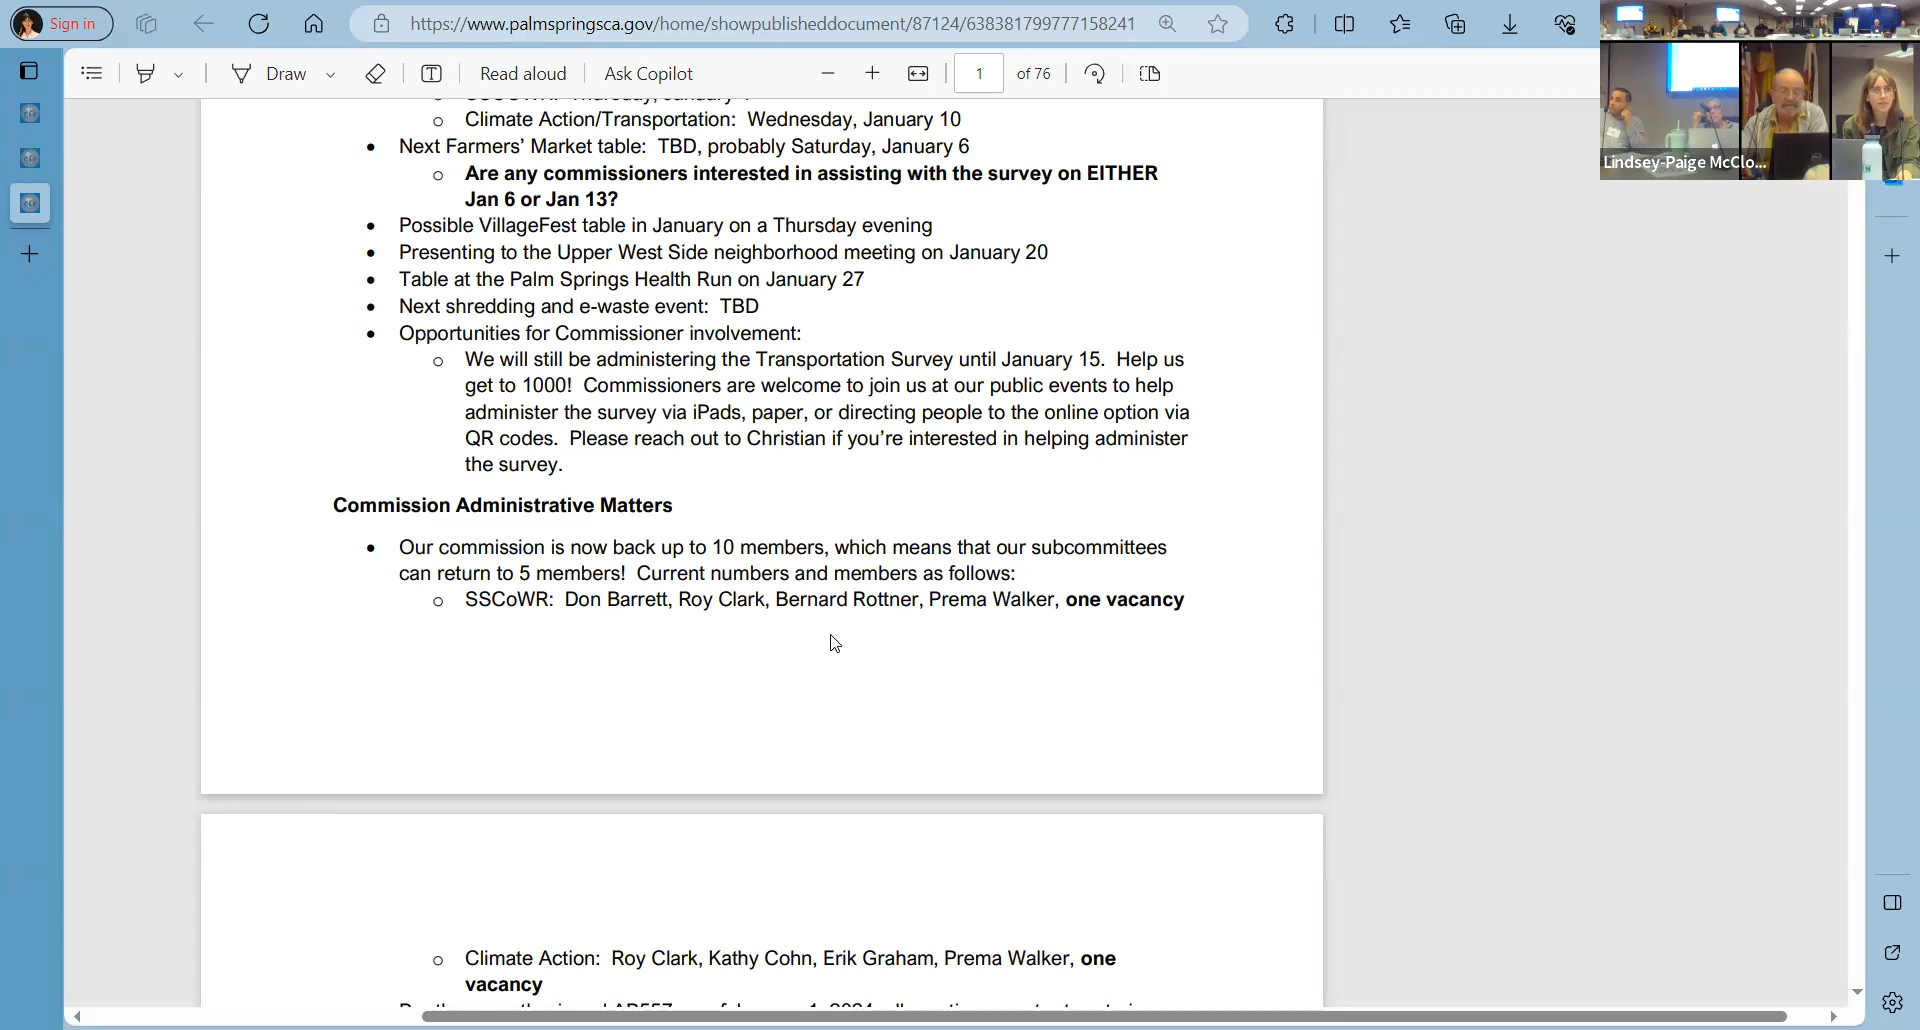 Sign in
https://www.palmspringsca.gov/home/showpublisheddocument/87124/638381799777158241
Draw
Read aloud
Ask Copilot
1
of 76
Lindsey-Paige McClo...
o Climate Action/Transportation: Wednesday, January 10
• Next Farmers’ Market table: TBD, probably Saturday, January 6
o Are any commissioners interested in assisting with the survey on EITHER
Jan 6 or Jan 13?
• Possible VillageFest table in January on a Thursday evening
• Presenting to the Upper West Side neighborhood meeting on January 20
• Table at the Palm Springs Health Run on January 27
• Next shredding and e-waste event: TBD
• Opportunities for Commissioner involvement:
o We will still be administering the Transportation Survey until January 15. Help us
get to 1000! Commissioners are welcome to join us at our public events to help
administer the survey via iPads, paper, or directing people to the online option via
QR codes. Please reach out to Christian if you’re interested in helping administer
the survey.
Commission Administrative Matters
• Our commission is now back up to 10 members, which means that our subcommittees
can return to 5 members! Current numbers and members as follows:
o SSCoWR: Don Barrett, Roy Clark, Bernard Rottner, Prema Walker, one vacancy
o Climate Action: Roy Clark, Kathy Cohn, Erik Graham, Prema Walker, one
vacancy